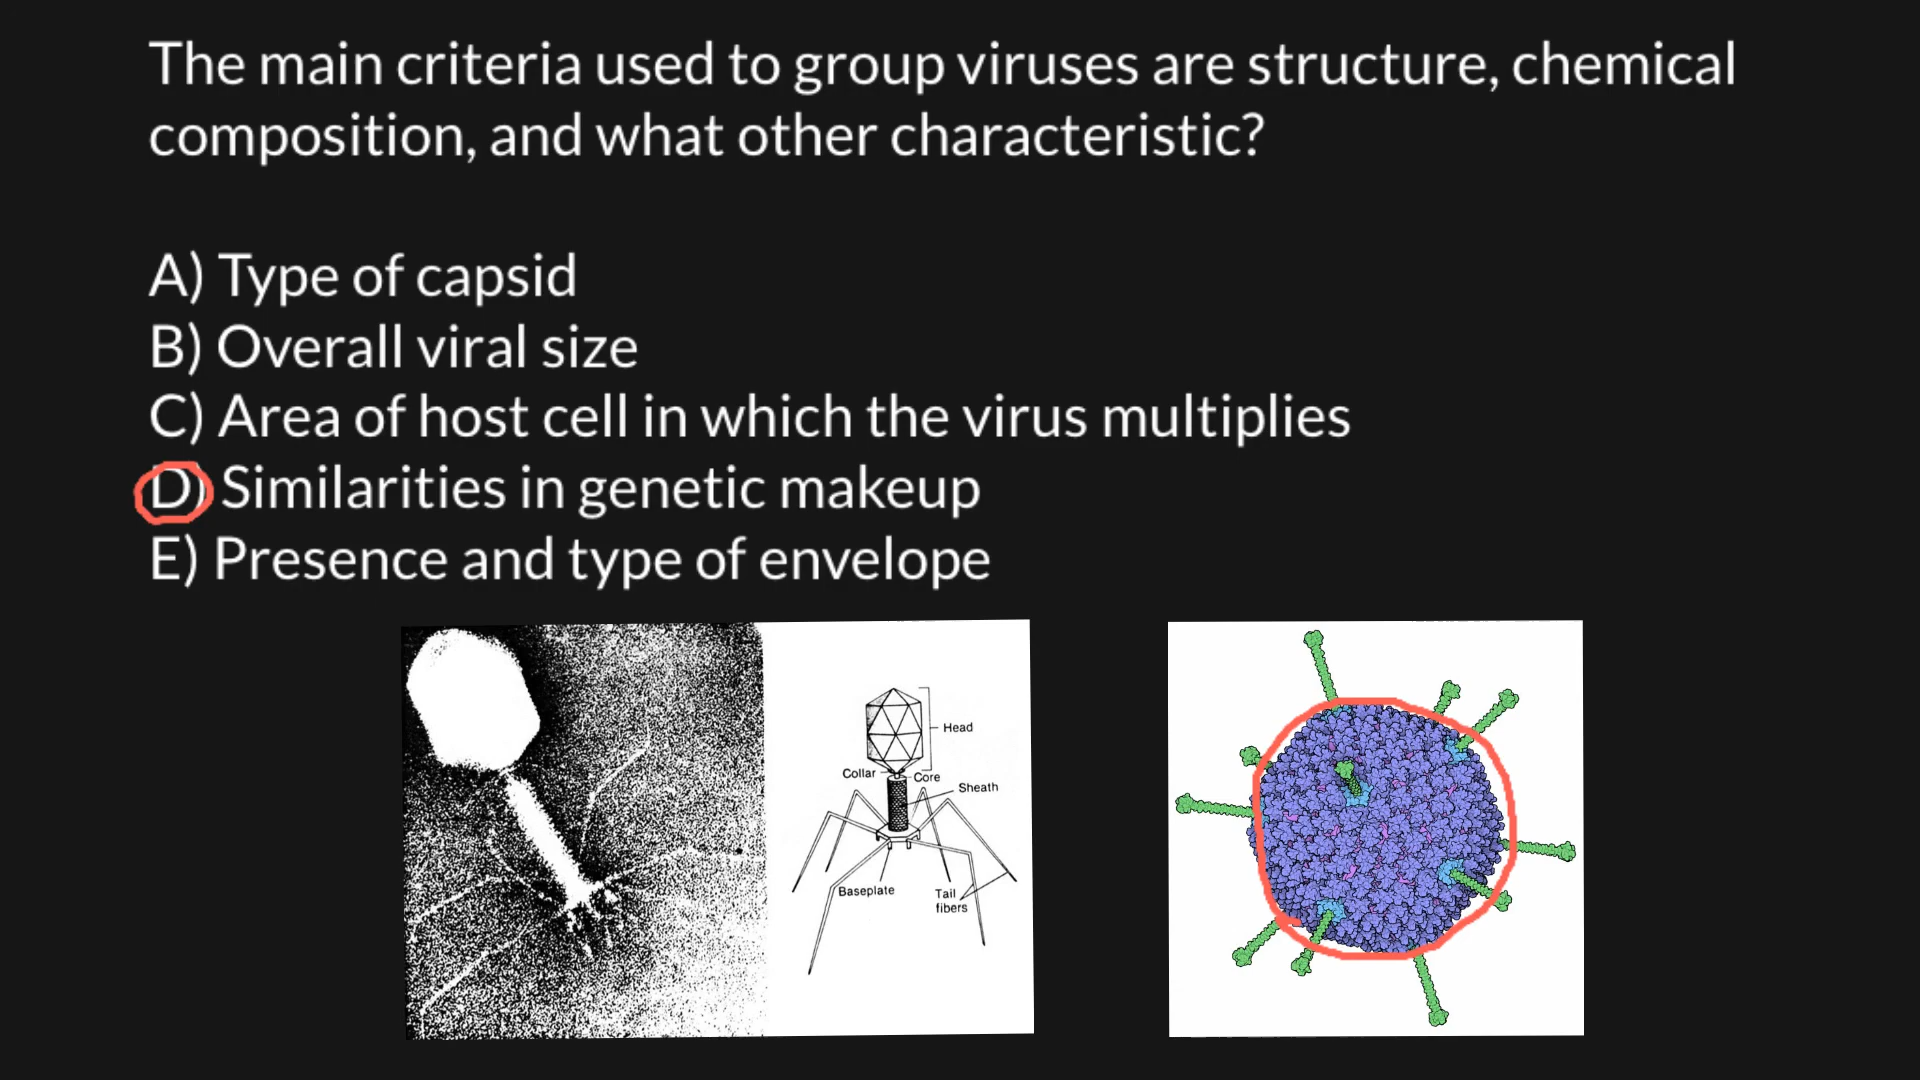 The main criteria used to group viruses are structure, chemical
composition, and what other characteristic?
A) Type of capsid
B) Overall viral size
C) Area of host cell in which the virus multiplies
D) Similarities in genetic makeup
E) Presence and type of envelope
Head
Collar
Core
Sheath
Baseplate
Tail
fibers